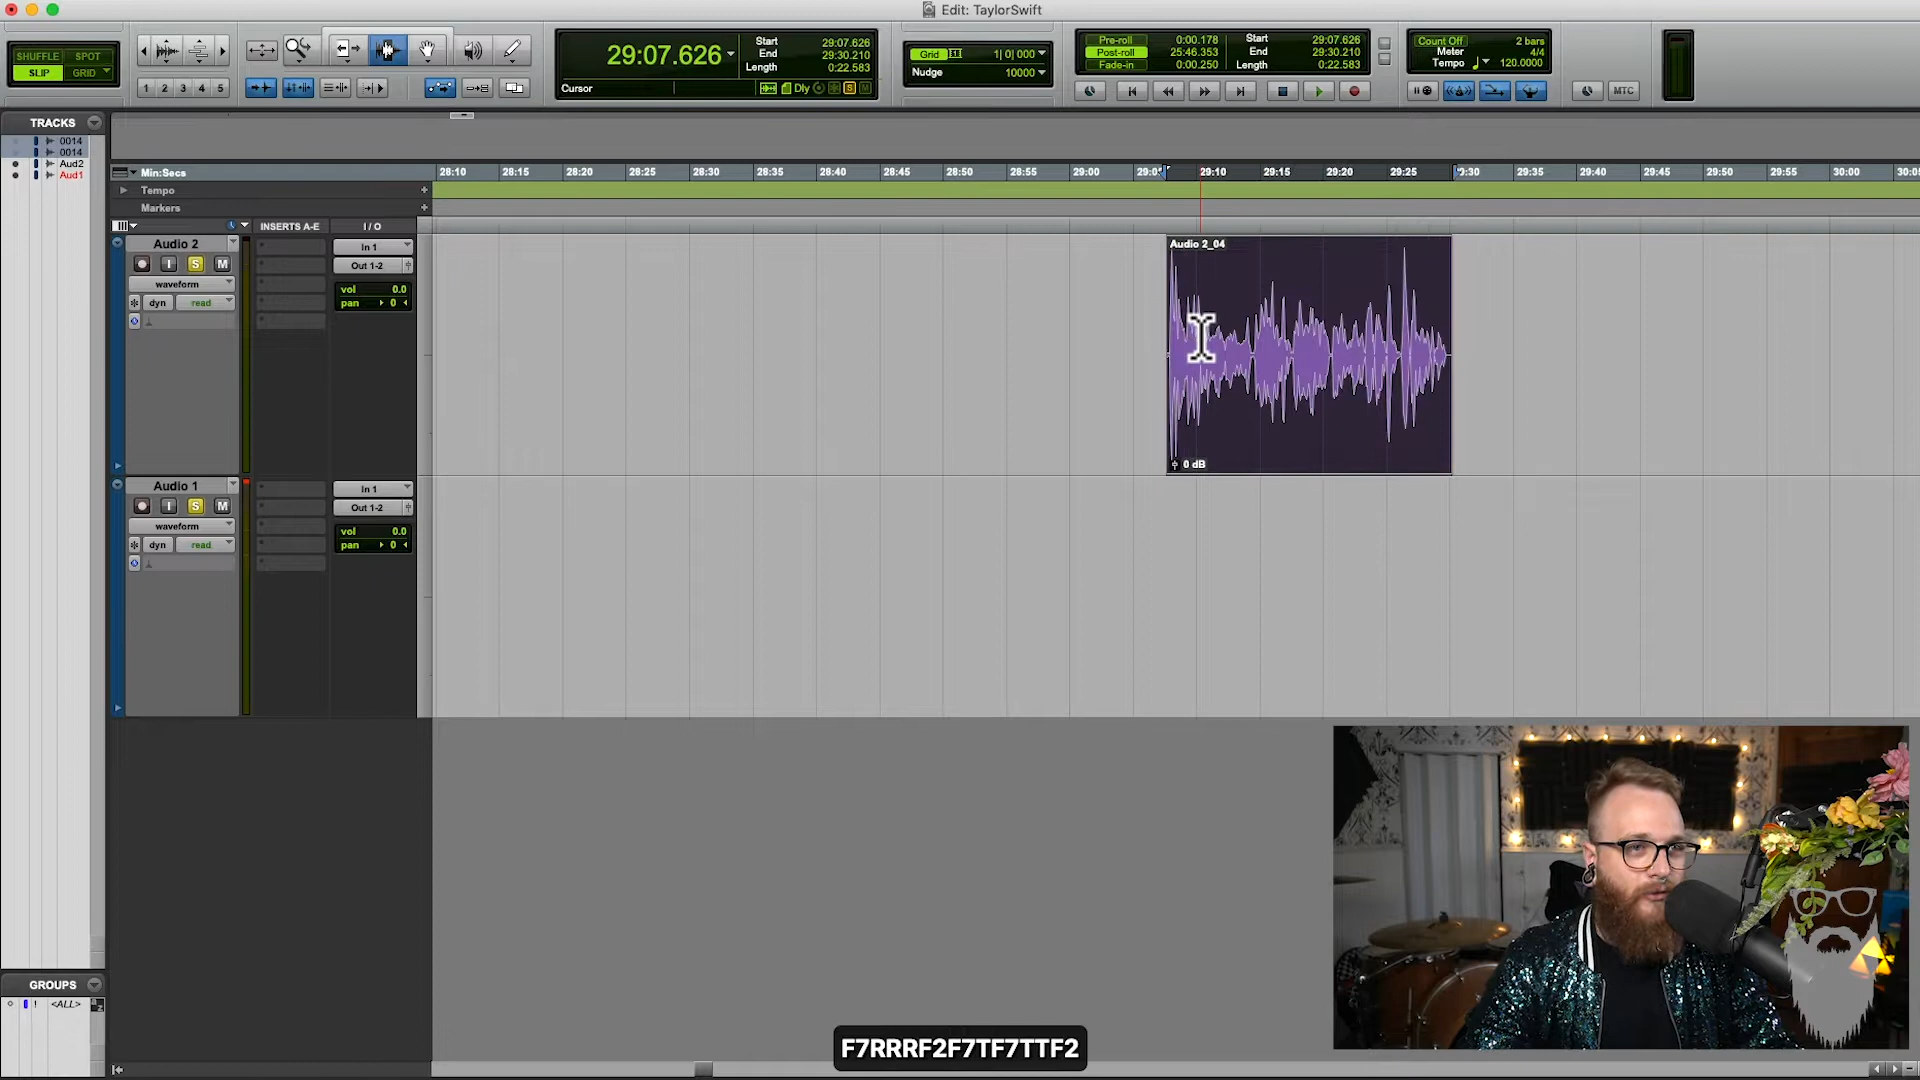 Edit: TaylorSwift
SHUFFLE SPOT
SLIP GRID
1 2 3 4 5
29:07.626
Start 29:07.626
End 29:30.210
Length 0:22.583
Cursor
Dly S M
Grid 1| 0| 000
Nudge 10000
Pre-roll 0:00.178
Post-roll 25:46.353
Fade-in 0:00.250
Start 29:07.626
End 29:30.210
Length 0:22.583
Count Off 2 bars
Meter 4/4
Tempo 120.0000
MTC
TRACKS
0014
0014
Aud2
Aud1
Min:Secs
28:10 28:15 28:20 28:25 28:30 28:35 28:40 28:45 28:50 28:55 29:00 29:10 29:15 29:20 29:25 29:35 29:40 29:45 29:50 29:55 30:00
Tempo
Markers
INSERTS A-E I / O
Audio 2
I S M
waveform
dyn read
In 1
Out 1-2
vol 0.0
pan 0
Audio 2_04
0 dB
Audio 1
I S M
waveform
dyn read
In 1
Out 1-2
vol 0.0
pan 0
GROUPS
! <ALL>
F7RRRF2F7TF7TTF2